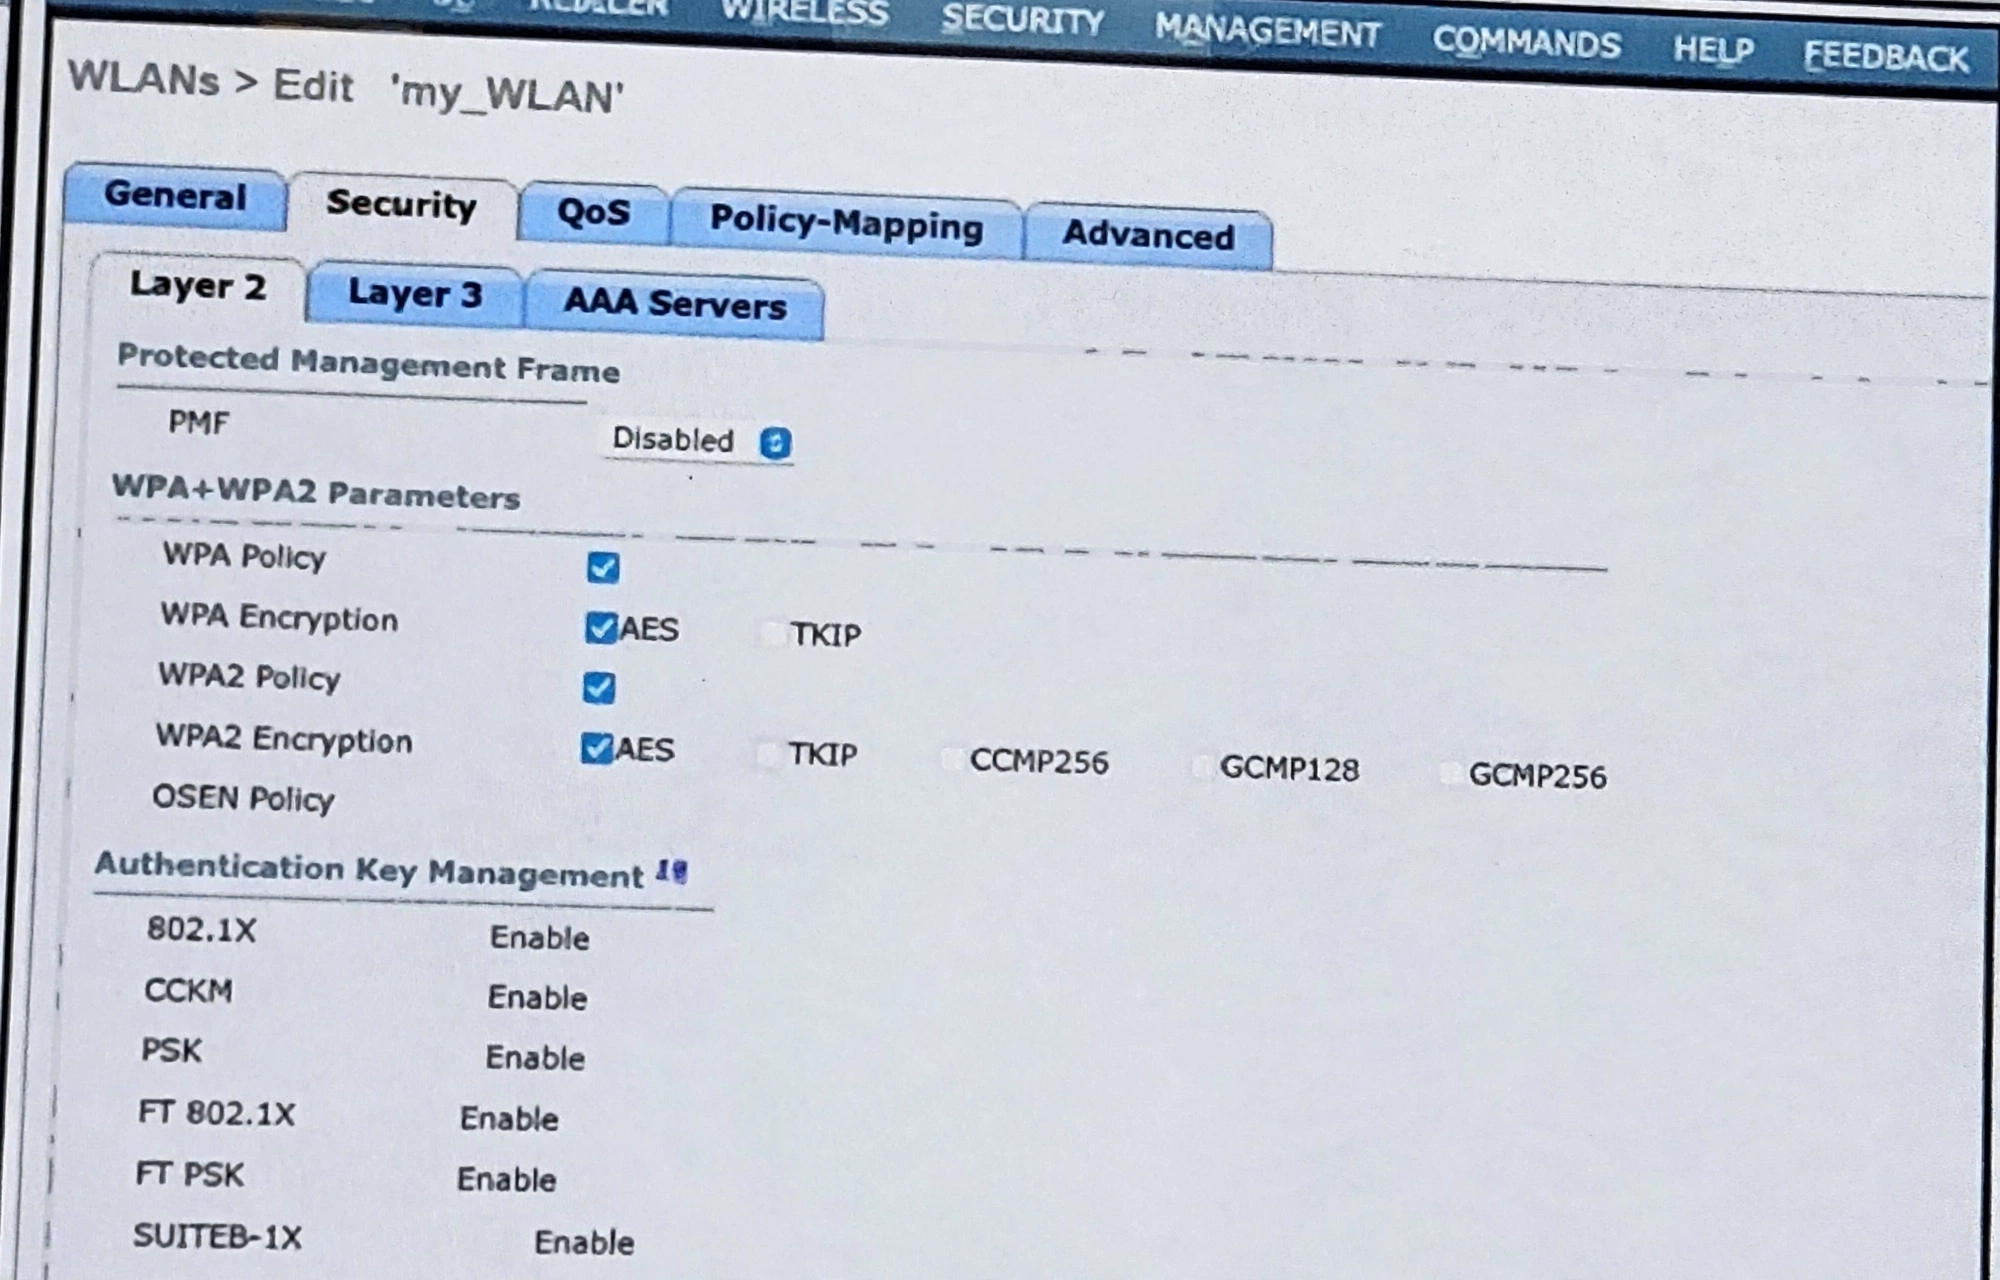 WIRELESS SECURITY MANAGEMENT COMMANDS HELP FEEDBACK
WLANs > Edit 'my_WLAN'
General Security QoS Policy-Mapping Advanced
Layer 2 Layer 3 AAA Servers
Protected Management Frame
PMF Disabled
WPA+WPA2 Parameters
WPA Policy
WPA Encryption AES TKIP
WPA2 Policy
WPA2 Encryption AES TKIP CCMP256 GCMP128 GCMP256
OSEN Policy
Authentication Key Management
802.1X Enable
CCKM Enable
PSK Enable
FT 802.1X Enable
FT PSK Enable
SUITEB-1X Enable